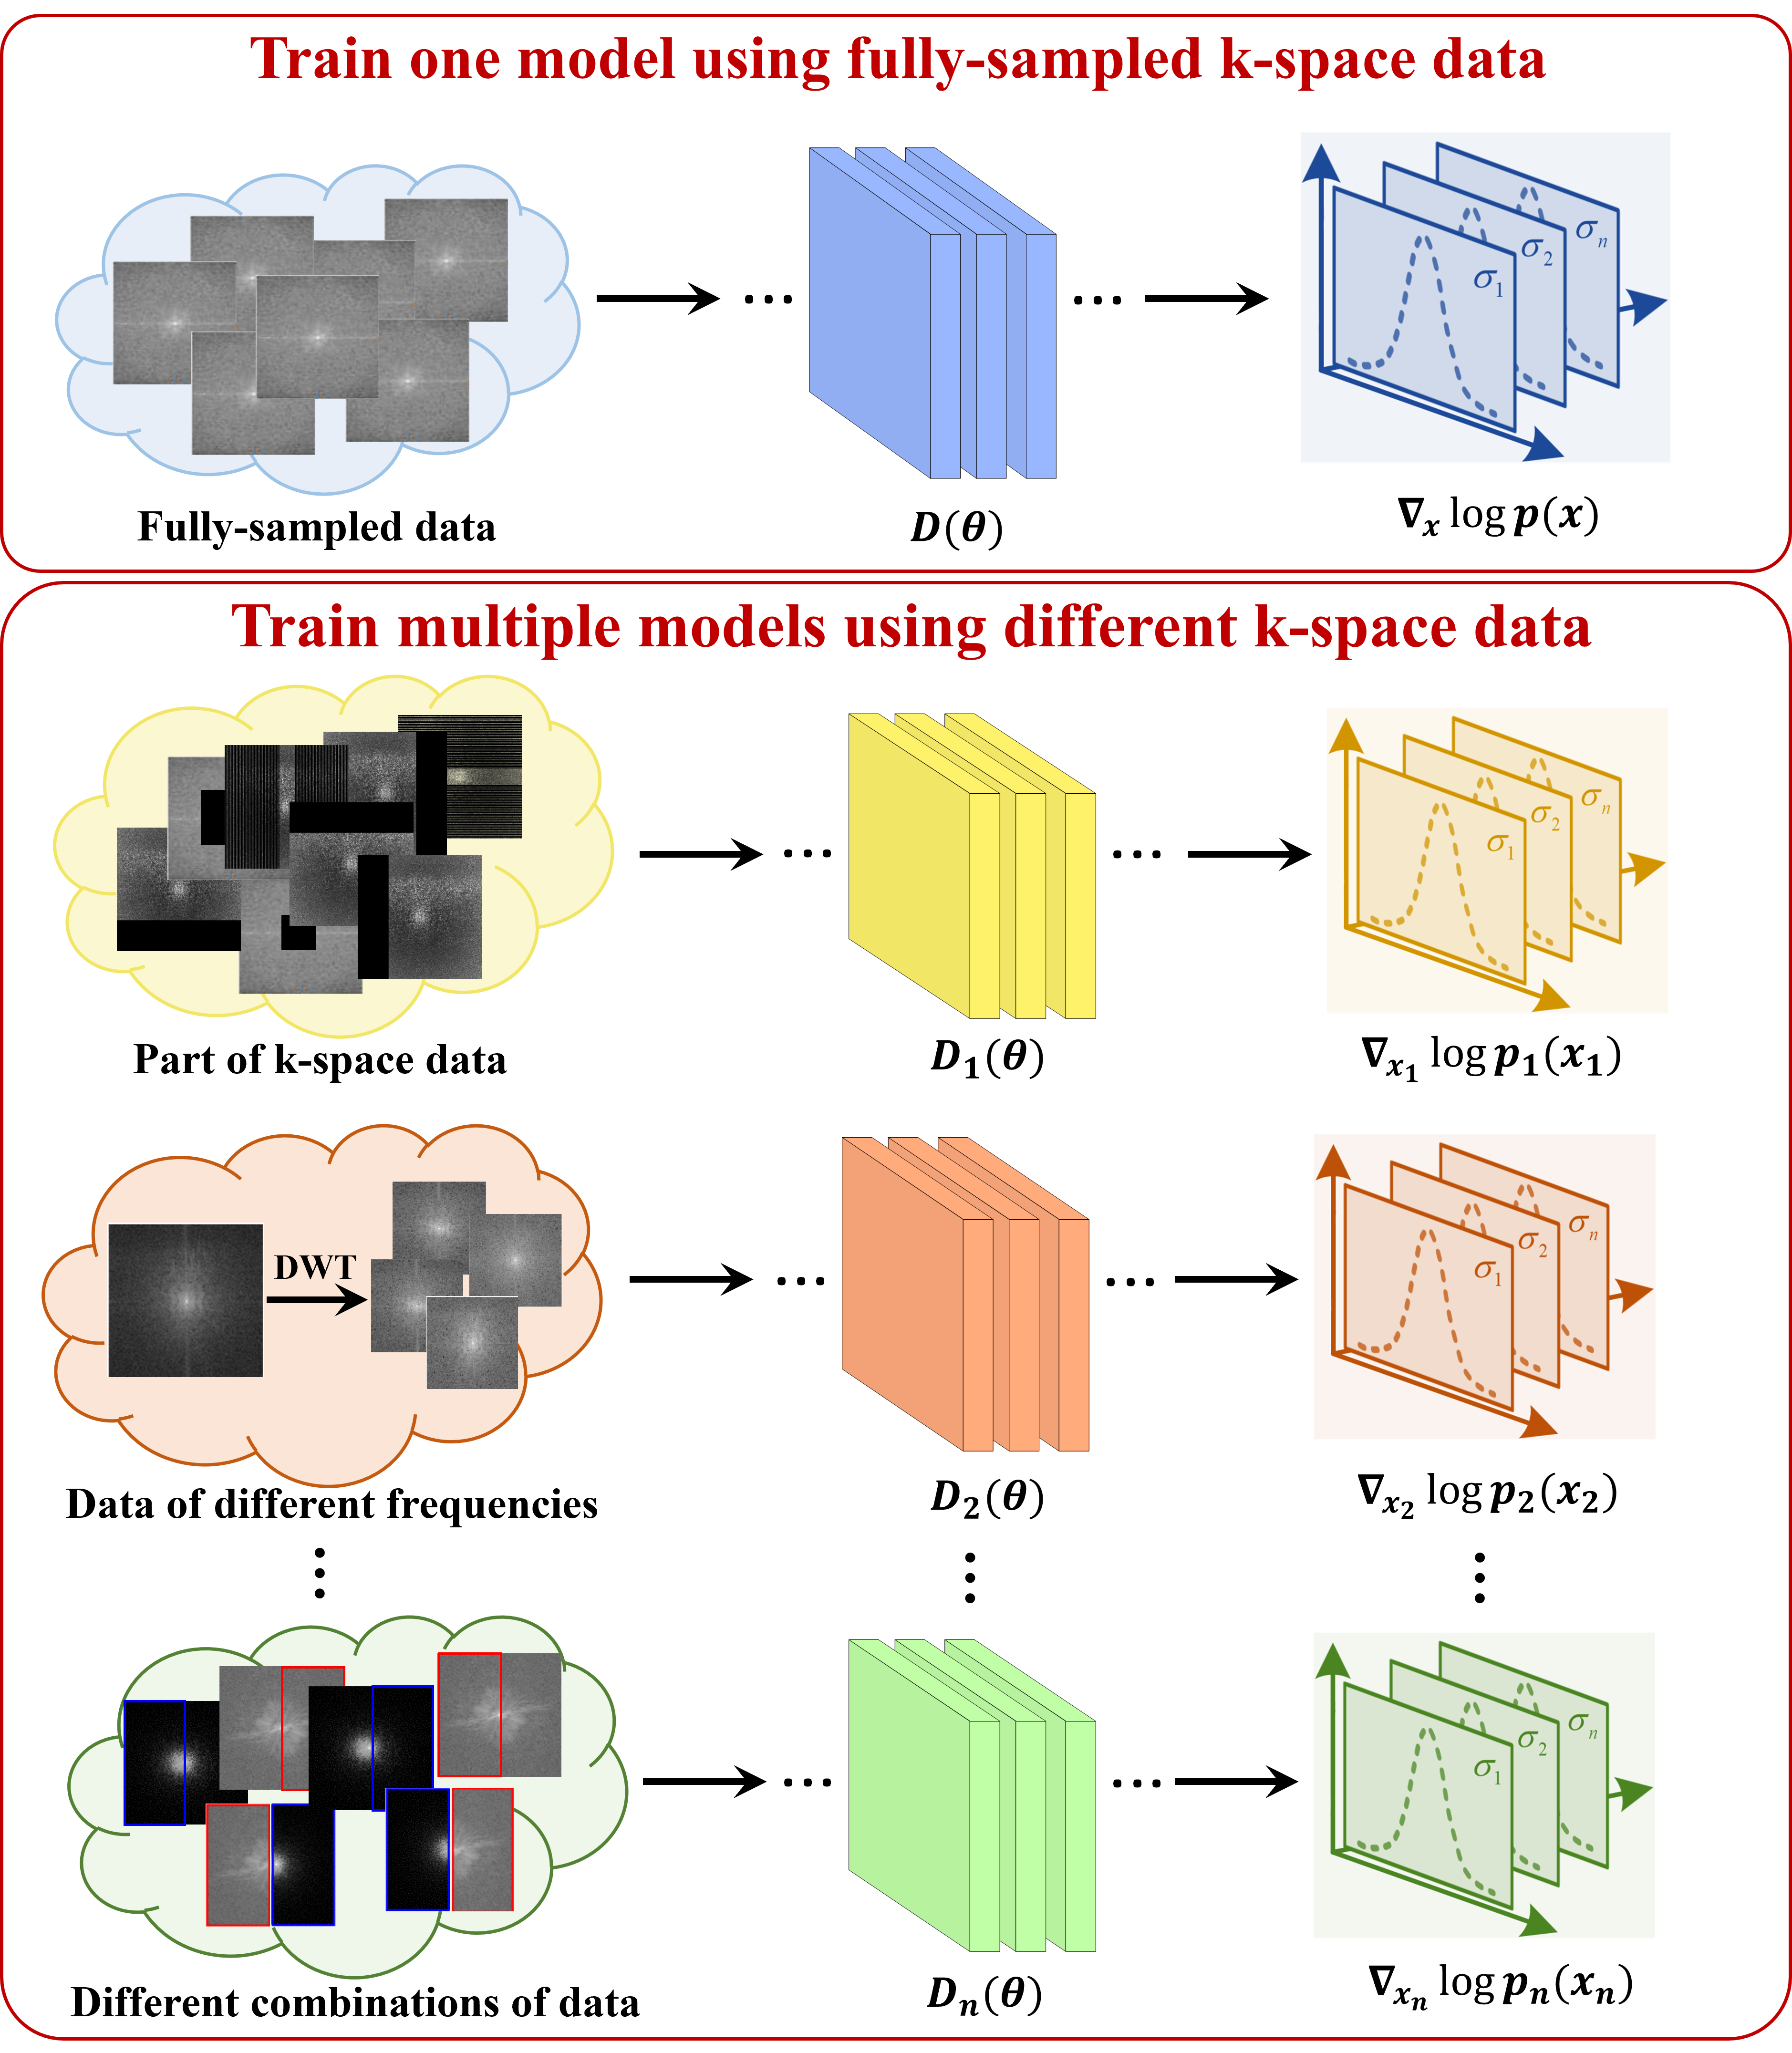 Train one model using fully-sampled k-space data
... ...
σ₁ σ₂ σₙ
Fully-sampled data
D(θ)
∇ₓ log p(x)
Train multiple models using different k-space data
... ...
σ₁ σ₂ σₙ
Part of k-space data
D₁(θ)
∇ₓ₁ log p₁(x₁)
DWT
... ...
σ₁ σ₂ σₙ
Data of different frequencies
D₂(θ)
∇ₓ₂ log p₂(x₂)
⋮ ⋮ ⋮
... ...
σ₁ σ₂ σₙ
Different combinations of data
Dₙ(θ)
∇ₓₙ log pₙ(xₙ)